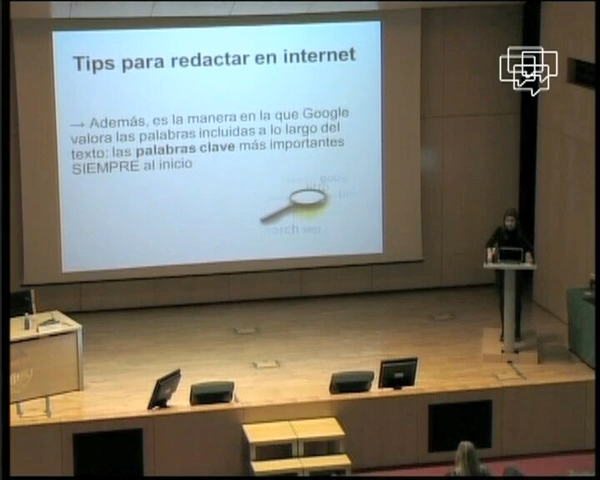 Tips para redactar en internet
→ Además, es la manera en la que Google
valora las palabras incluidas a lo largo del
texto: las palabras clave más importantes
SIEMPRE al inicio